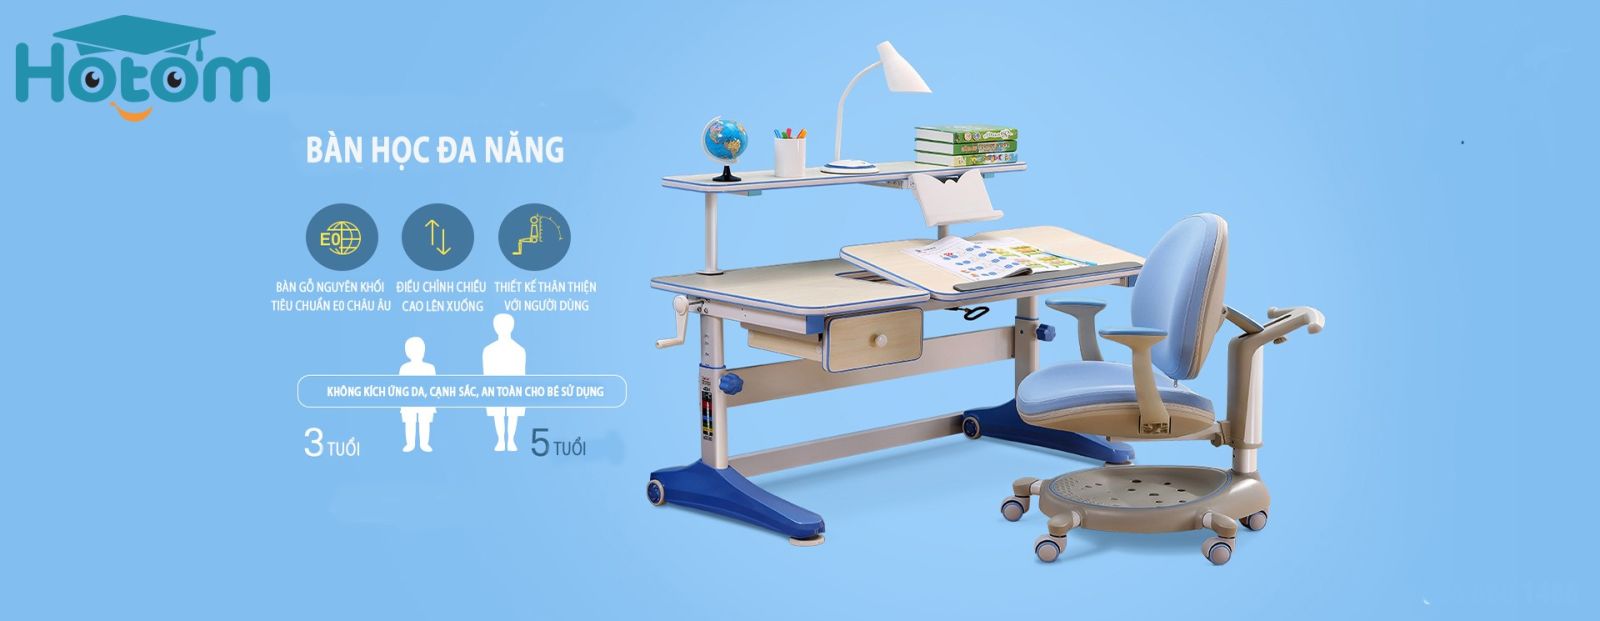 Hotom
BÀN HỌC ĐA NĂNG
E0
BÀN GỖ NGUYÊN KHỐI
TIÊU CHUẨN E0 CHÂU ÂU
ĐIỀU CHỈNH CHIỀU
CAO LÊN XUỐNG
THIẾT KẾ THÂN THIỆN
VỚI NGƯỜI DÙNG
KHÔNG KÍCH ỨNG DA, CẠNH SẮC, AN TOÀN CHO BÉ SỬ DỤNG
3 TUỔI
5 TUỔI